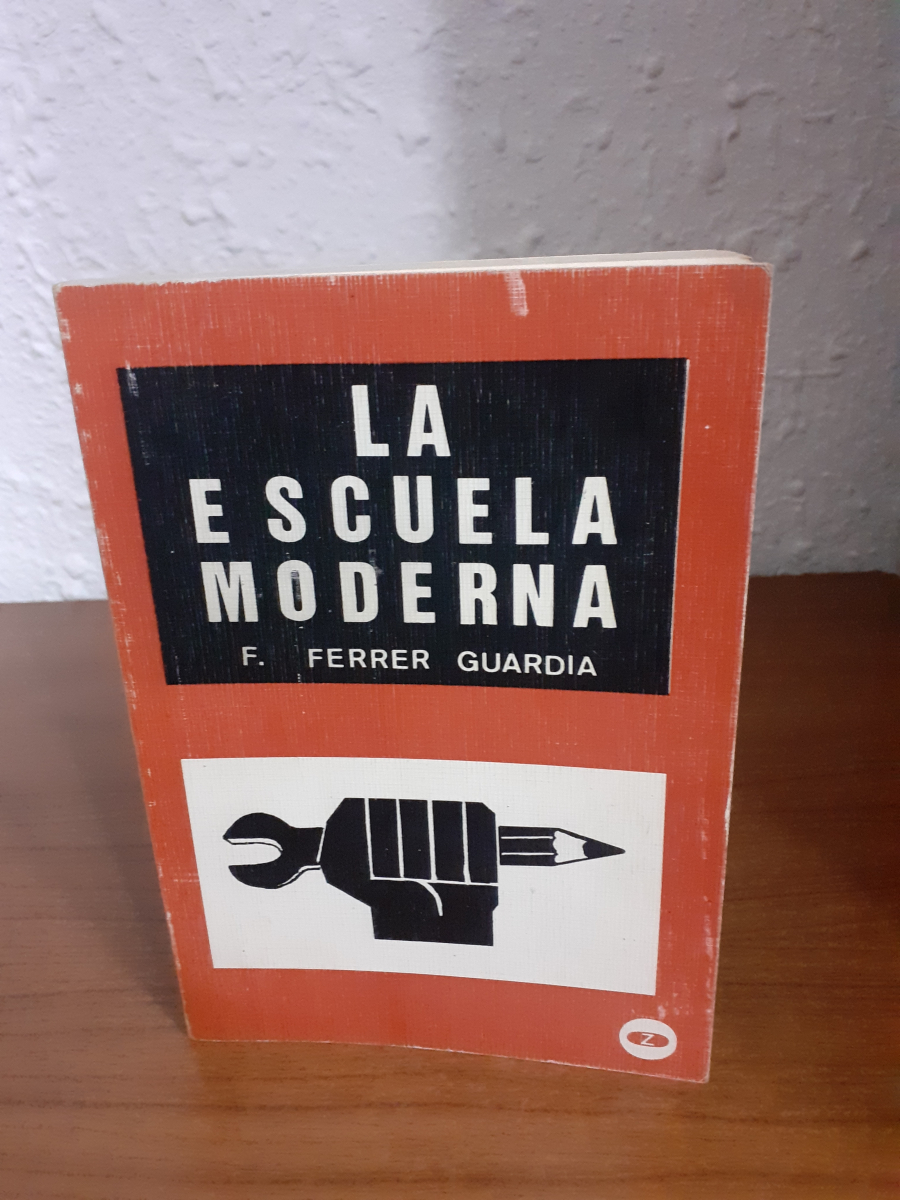 LA
ESCUELA
MODERNA
F. FERRER GUARDIA
Z